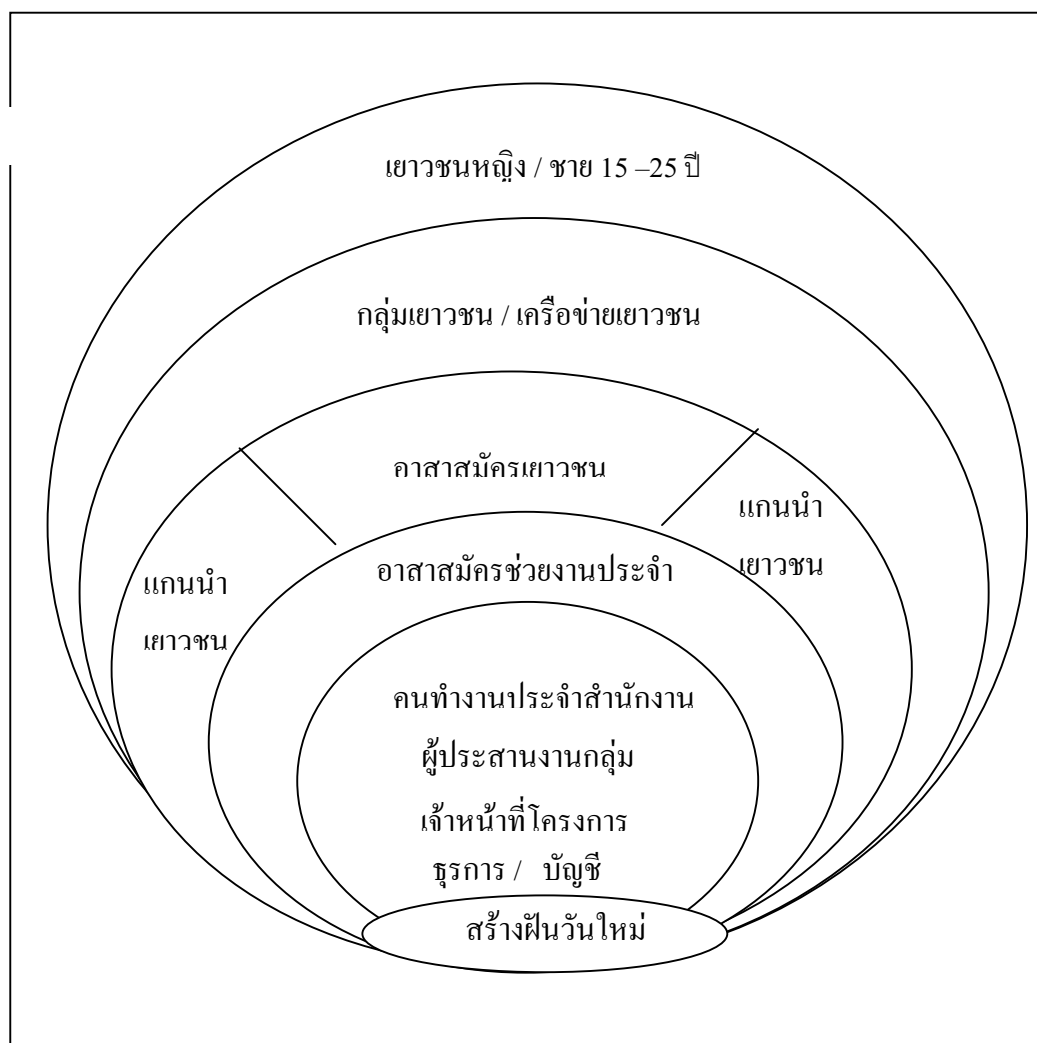 เยาวชนหญิง / ชาย 15 –25 ปี
กลุ่มเยาวชน / เครือข่ายเยาวชน
อาสาสมัครเยาวชน
แกนนำ
เยาวชน
อาสาสมัครช่วยงานประจำ
แกนนำ
เยาวชน
คนทำงานประจำสำนักงาน
ผู้ประสานงานกลุ่ม
เจ้าหน้าที่โครงการ
ธุรการ / บัญชี
สร้างฝันวันใหม่